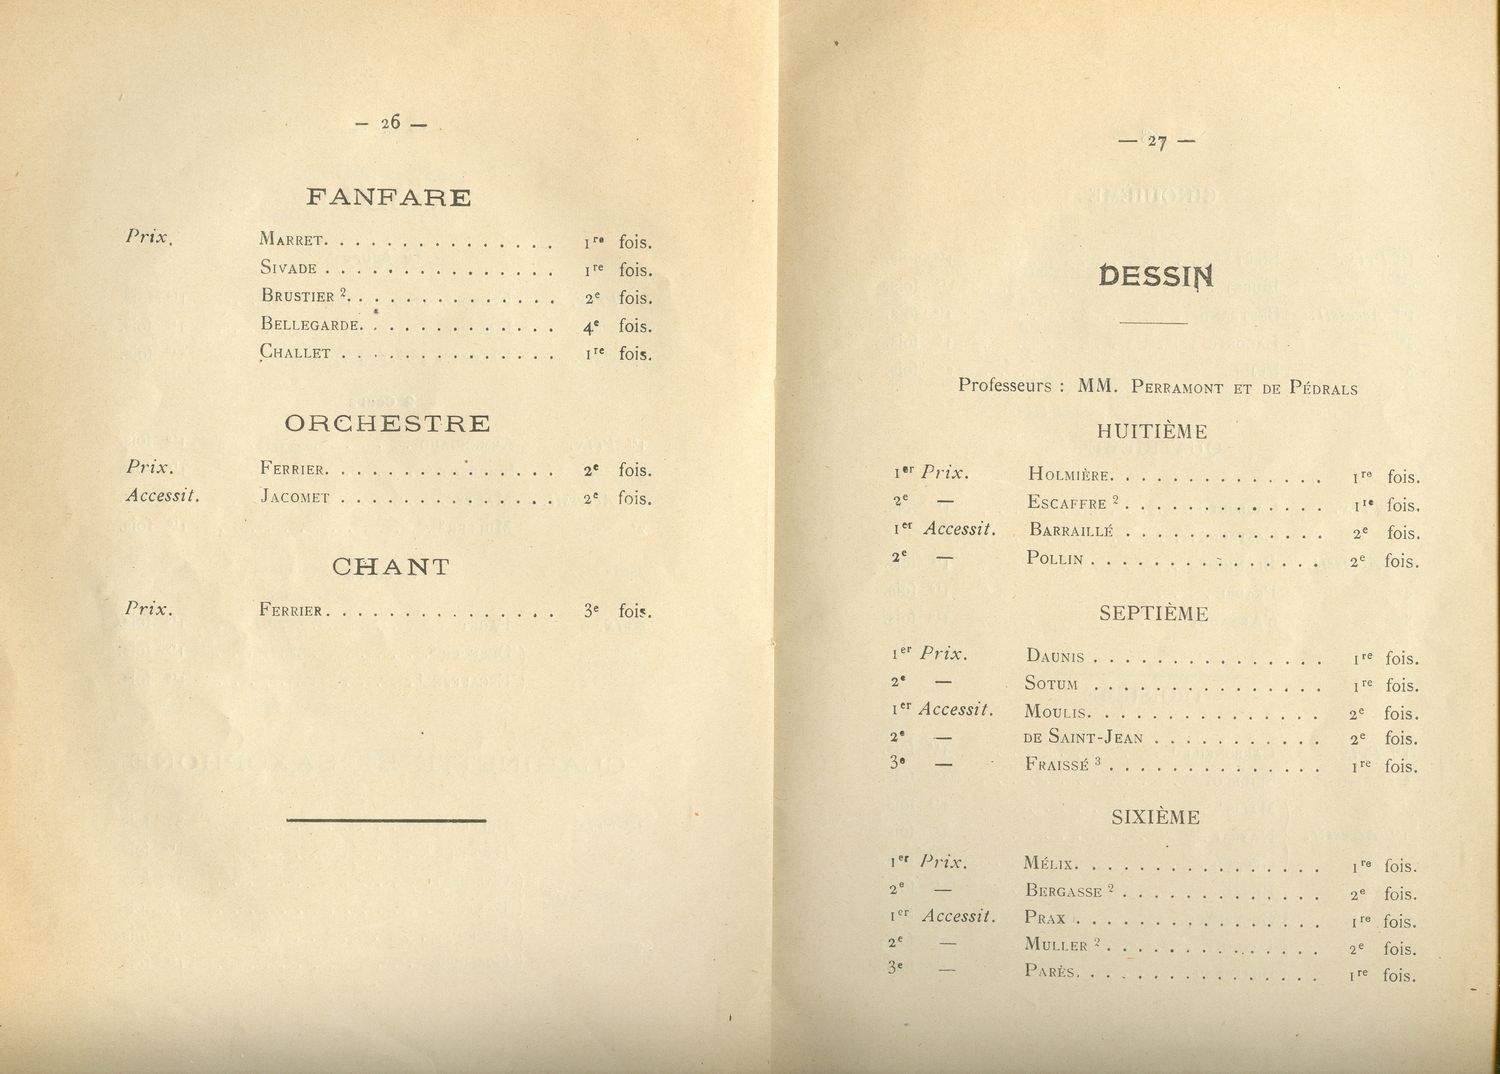 — 26 —
FANFARE
Prix. MARRET. . . . . . . . . . . . . . . 1re fois.
SIVADE . . . . . . . . . . . . . . . 1re fois.
BRUSTIER 2. . . . . . . . . . . . . . 2e fois.
BELLEGARDE. . . . . . . . . . . . . 4e fois.
CHALLET . . . . . . . . . . . . . . 1re fois.
ORCHESTRE
Prix. FERRIER. . . . . . . . . . . . . . . 2e fois.
Accessit. JACOMET . . . . . . . . . . . . . . 2e fois.
CHANT
Prix. FERRIER. . . . . . . . . . . . . . . 3e fois.
— 27 —
DESSIN
Professeurs : MM. PERRAMONT ET DE PÉDRALS
HUITIÈME
1er Prix. HOLMIÈRE. . . . . . . . . . . . . . 1re fois.
2e — ESCAFFRE 2 . . . . . . . . . . . . . 1re fois.
1er Accessit. BARRAILLÉ . . . . . . . . . . . . . 2e fois.
2e — POLLIN . . . . . . . . . . . . . . . 2e fois.
SEPTIÈME
1er Prix. DAUNIS . . . . . . . . . . . . . . . 1re fois.
2e — SOTUM . . . . . . . . . . . . . . . 1re fois.
1er Accessit. MOULIS. . . . . . . . . . . . . . . 2e fois.
2e — DE SAINT-JEAN . . . . . . . . . . . 2e fois.
3e — FRAISSÉ 3 . . . . . . . . . . . . . . 1re fois.
SIXIÈME
1er Prix. MÉLIX. . . . . . . . . . . . . . . . 1re fois.
2e — BERGASSE 2 . . . . . . . . . . . . . 2e fois.
1er Accessit. PRAX . . . . . . . . . . . . . . . . 1re fois.
2e — MULLER 2 . . . . . . . . . . . . . . 2e fois.
3e — PARÈS. . . . . . . . . . . . . . . . 1re fois.